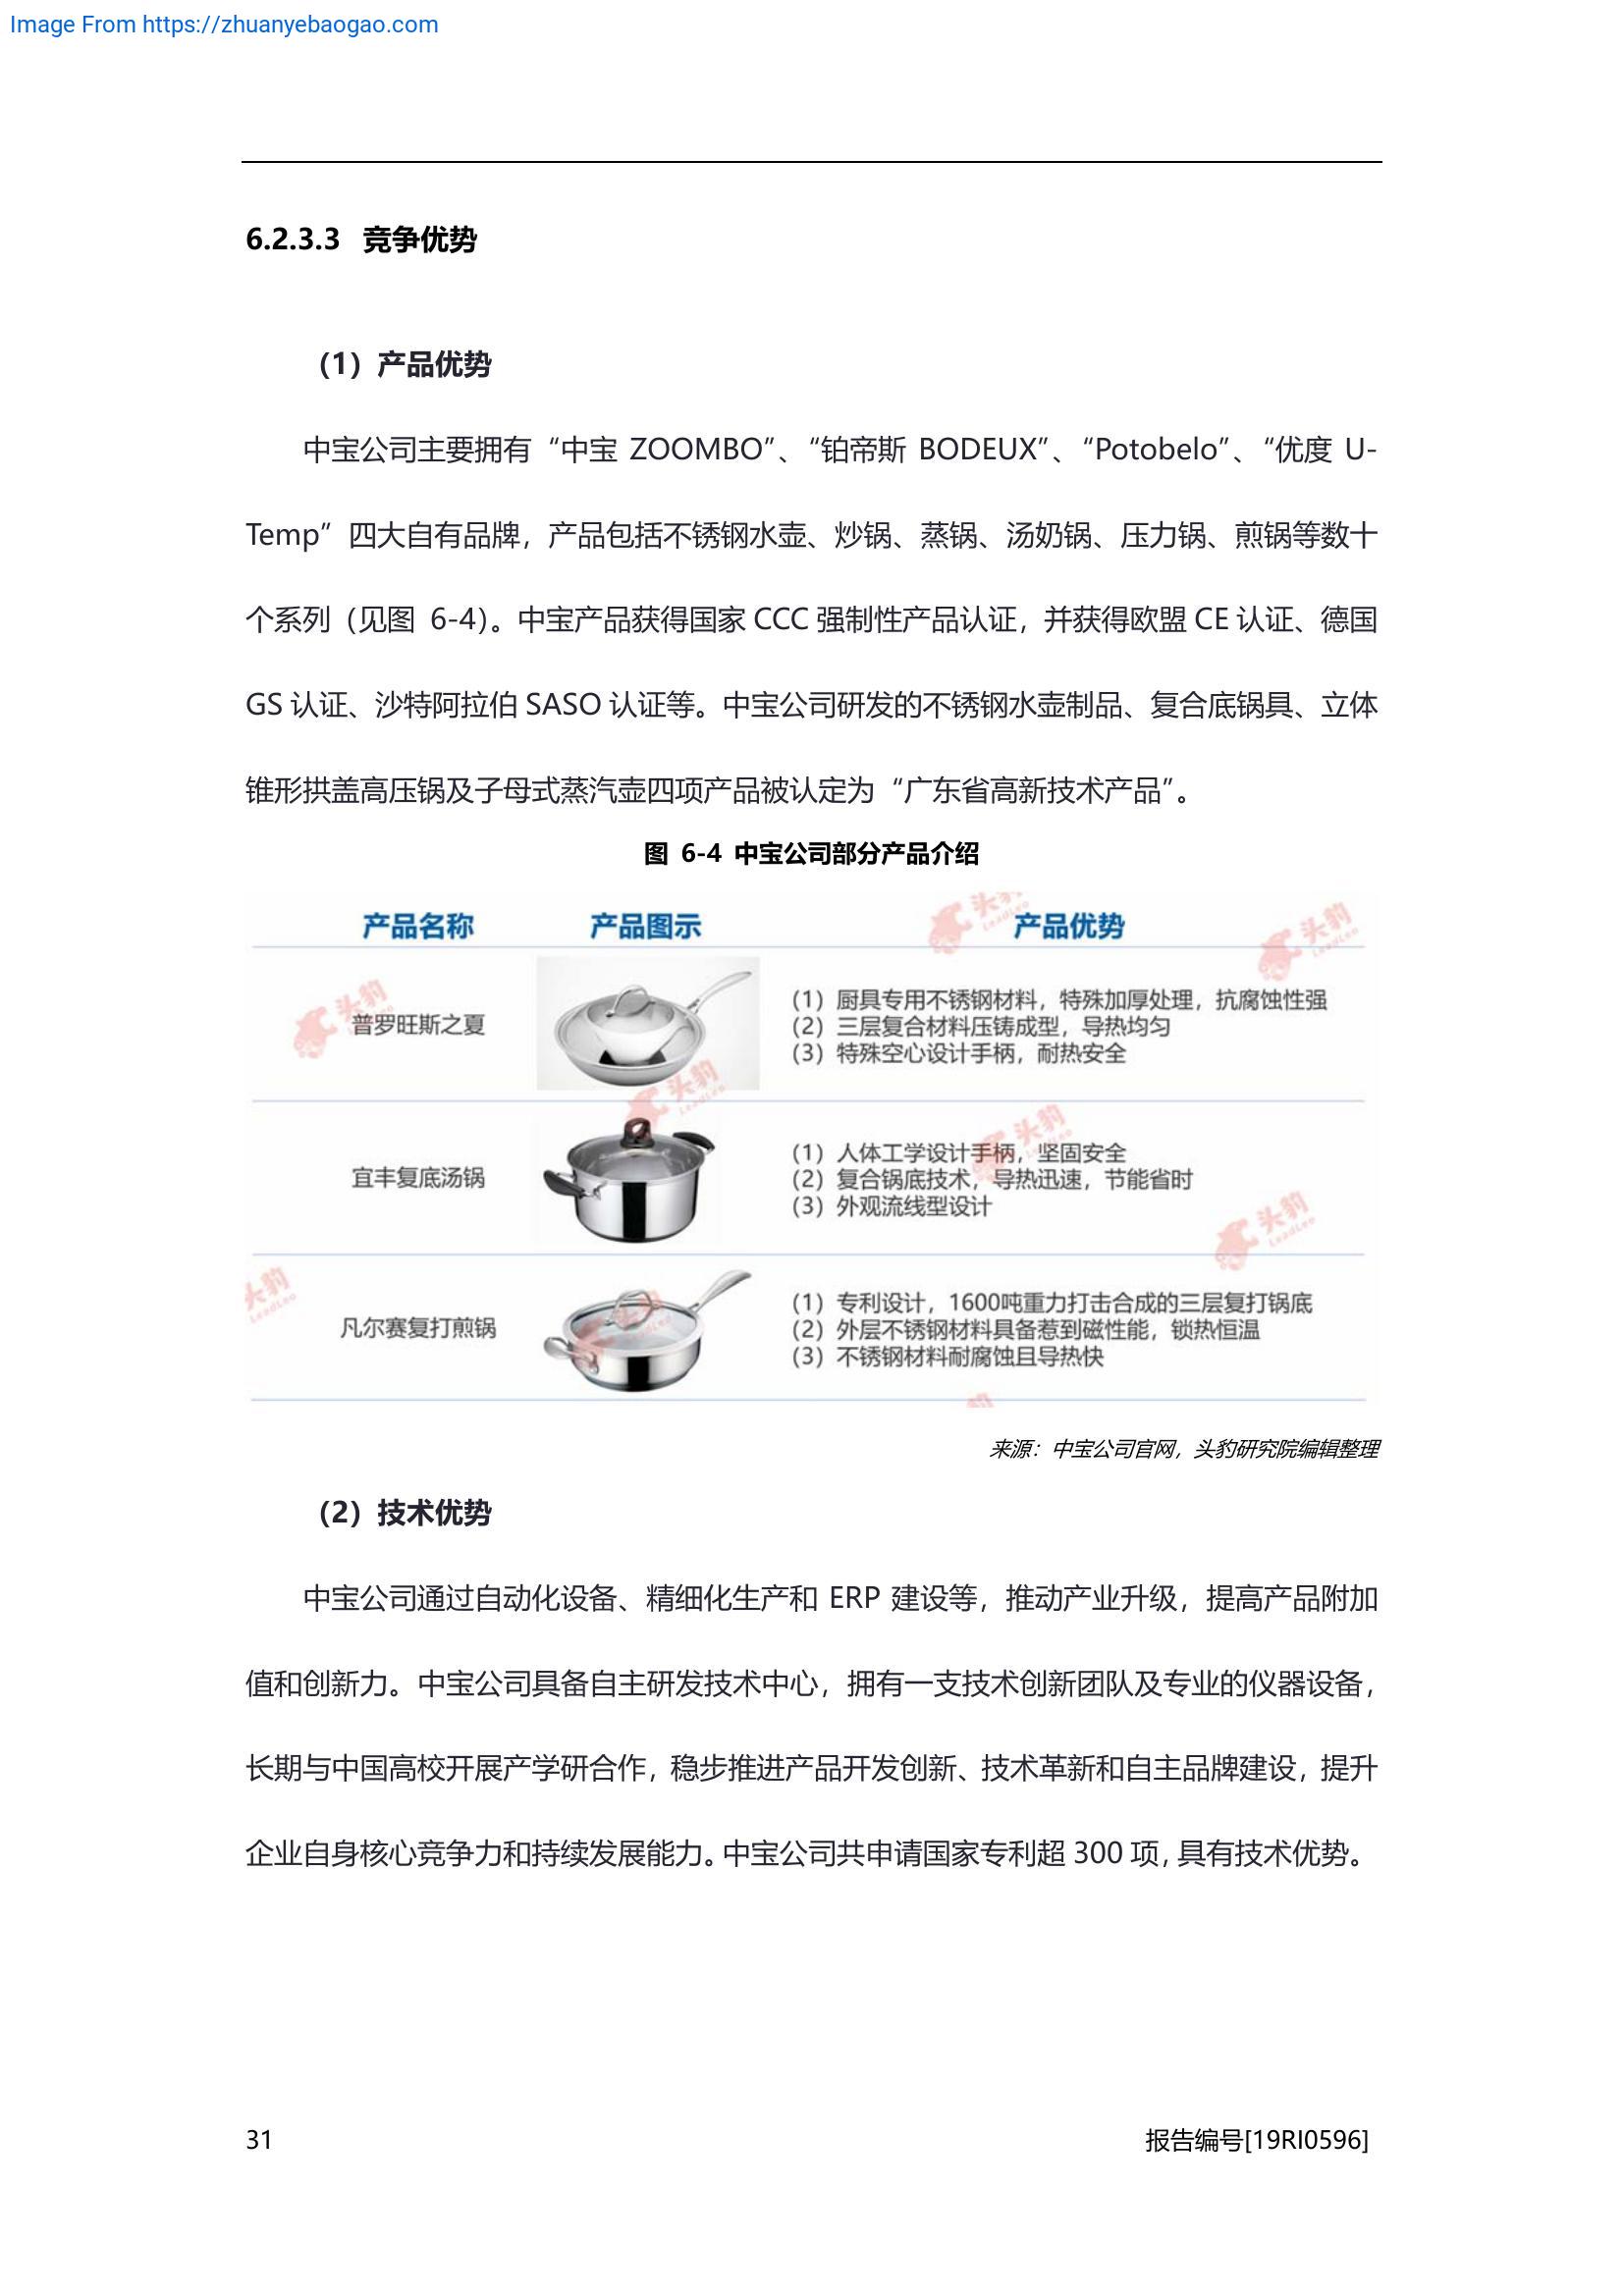 Image From https://zhuanyebaogao.com
6.2.3.3 竞争优势
（1）产品优势
中宝公司主要拥有“中宝 ZOOMBO”、“铂帝斯 BODEUX”、“Potobelo”、“优度 U-
Temp”四大自有品牌，产品包括不锈钢水壶、炒锅、蒸锅、汤奶锅、压力锅、煎锅等数十
个系列（见图 6-4）。中宝产品获得国家 CCC 强制性产品认证，并获得欧盟 CE 认证、德国
GS 认证、沙特阿拉伯 SASO 认证等。中宝公司研发的不锈钢水壶制品、复合底锅具、立体
锥形拱盖高压锅及子母式蒸汽壶四项产品被认定为“广东省高新技术产品”。
图 6-4 中宝公司部分产品介绍
产品名称 产品图示 产品优势
普罗旺斯之夏
（1）厨具专用不锈钢材料，特殊加厚处理，抗腐蚀性强
（2）三层复合材料压铸成型，导热均匀
（3）特殊空心设计手柄，耐热安全
宜丰复底汤锅
（1）人体工学设计手柄，坚固安全
（2）复合锅底技术，导热迅速，节能省时
（3）外观流线型设计
凡尔赛复打煎锅
（1）专利设计，1600吨重力打击合成的三层复打锅底
（2）外层不锈钢材料具备惹到磁性能，锁热恒温
（3）不锈钢材料耐腐蚀且导热快
头豹
LeadLeo
来源：中宝公司官网，头豹研究院编辑整理
（2）技术优势
中宝公司通过自动化设备、精细化生产和 ERP 建设等，推动产业升级，提高产品附加
值和创新力。中宝公司具备自主研发技术中心，拥有一支技术创新团队及专业的仪器设备，
长期与中国高校开展产学研合作，稳步推进产品开发创新、技术革新和自主品牌建设，提升
企业自身核心竞争力和持续发展能力。中宝公司共申请国家专利超 300 项，具有技术优势。
31 报告编号[19RI0596]